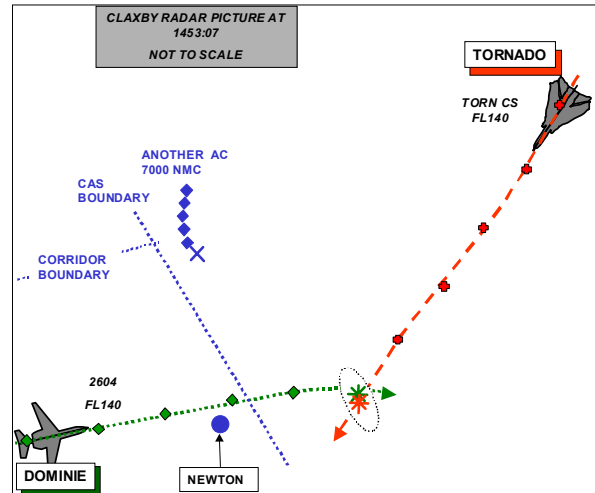 CLAXBY RADAR PICTURE AT
1453:07
NOT TO SCALE
TORNADO
TORN CS
FL140
ANOTHER AC
7000 NMC
CAS
BOUNDARY
CORRIDOR
BOUNDARY
2604
FL140
DOMINIE
NEWTON